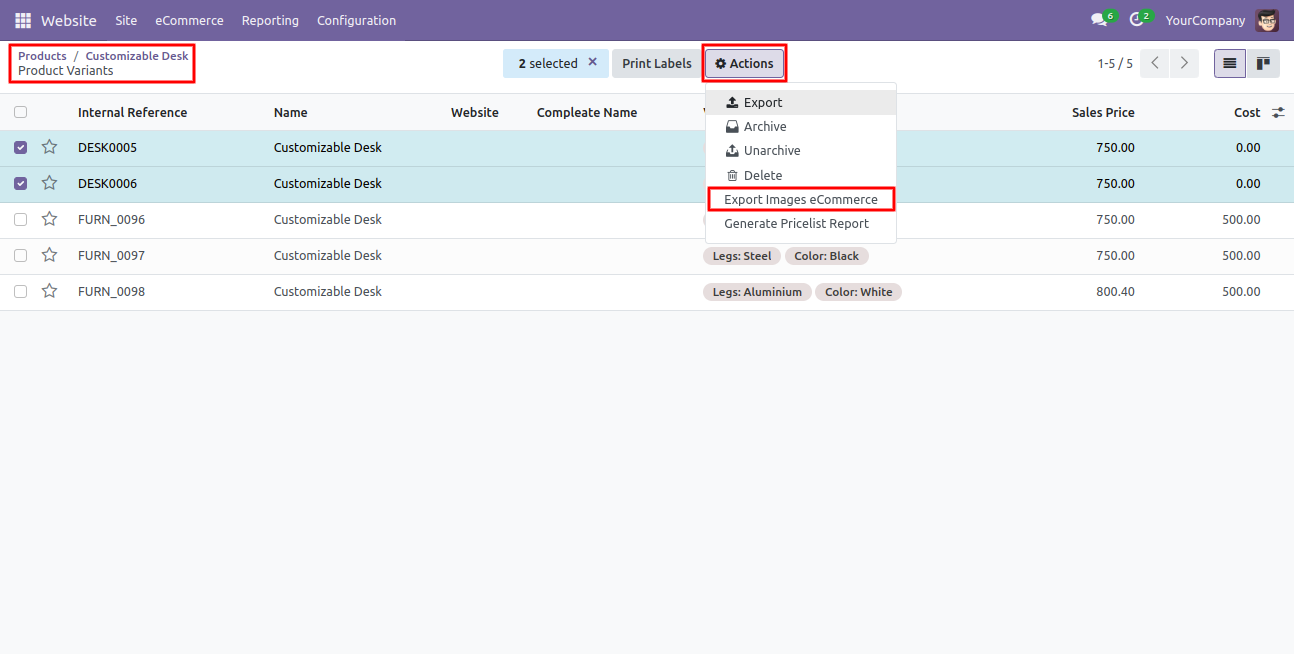 Website Site eCommerce Reporting Configuration 6 2 YourCompany
Products / Customizable Desk
Product Variants
2 selected × Print Labels Actions 1-5 / 5
Export
Archive
Unarchive
Delete
Export Images eCommerce
Generate Pricelist Report
Internal Reference Name Website Compleate Name Sales Price Cost
DESK0005 Customizable Desk 750.00 0.00
DESK0006 Customizable Desk 750.00 0.00
FURN_0096 Customizable Desk 750.00 500.00
FURN_0097 Customizable Desk Legs: Steel Color: Black 750.00 500.00
FURN_0098 Customizable Desk Legs: Aluminium Color: White 800.40 500.00